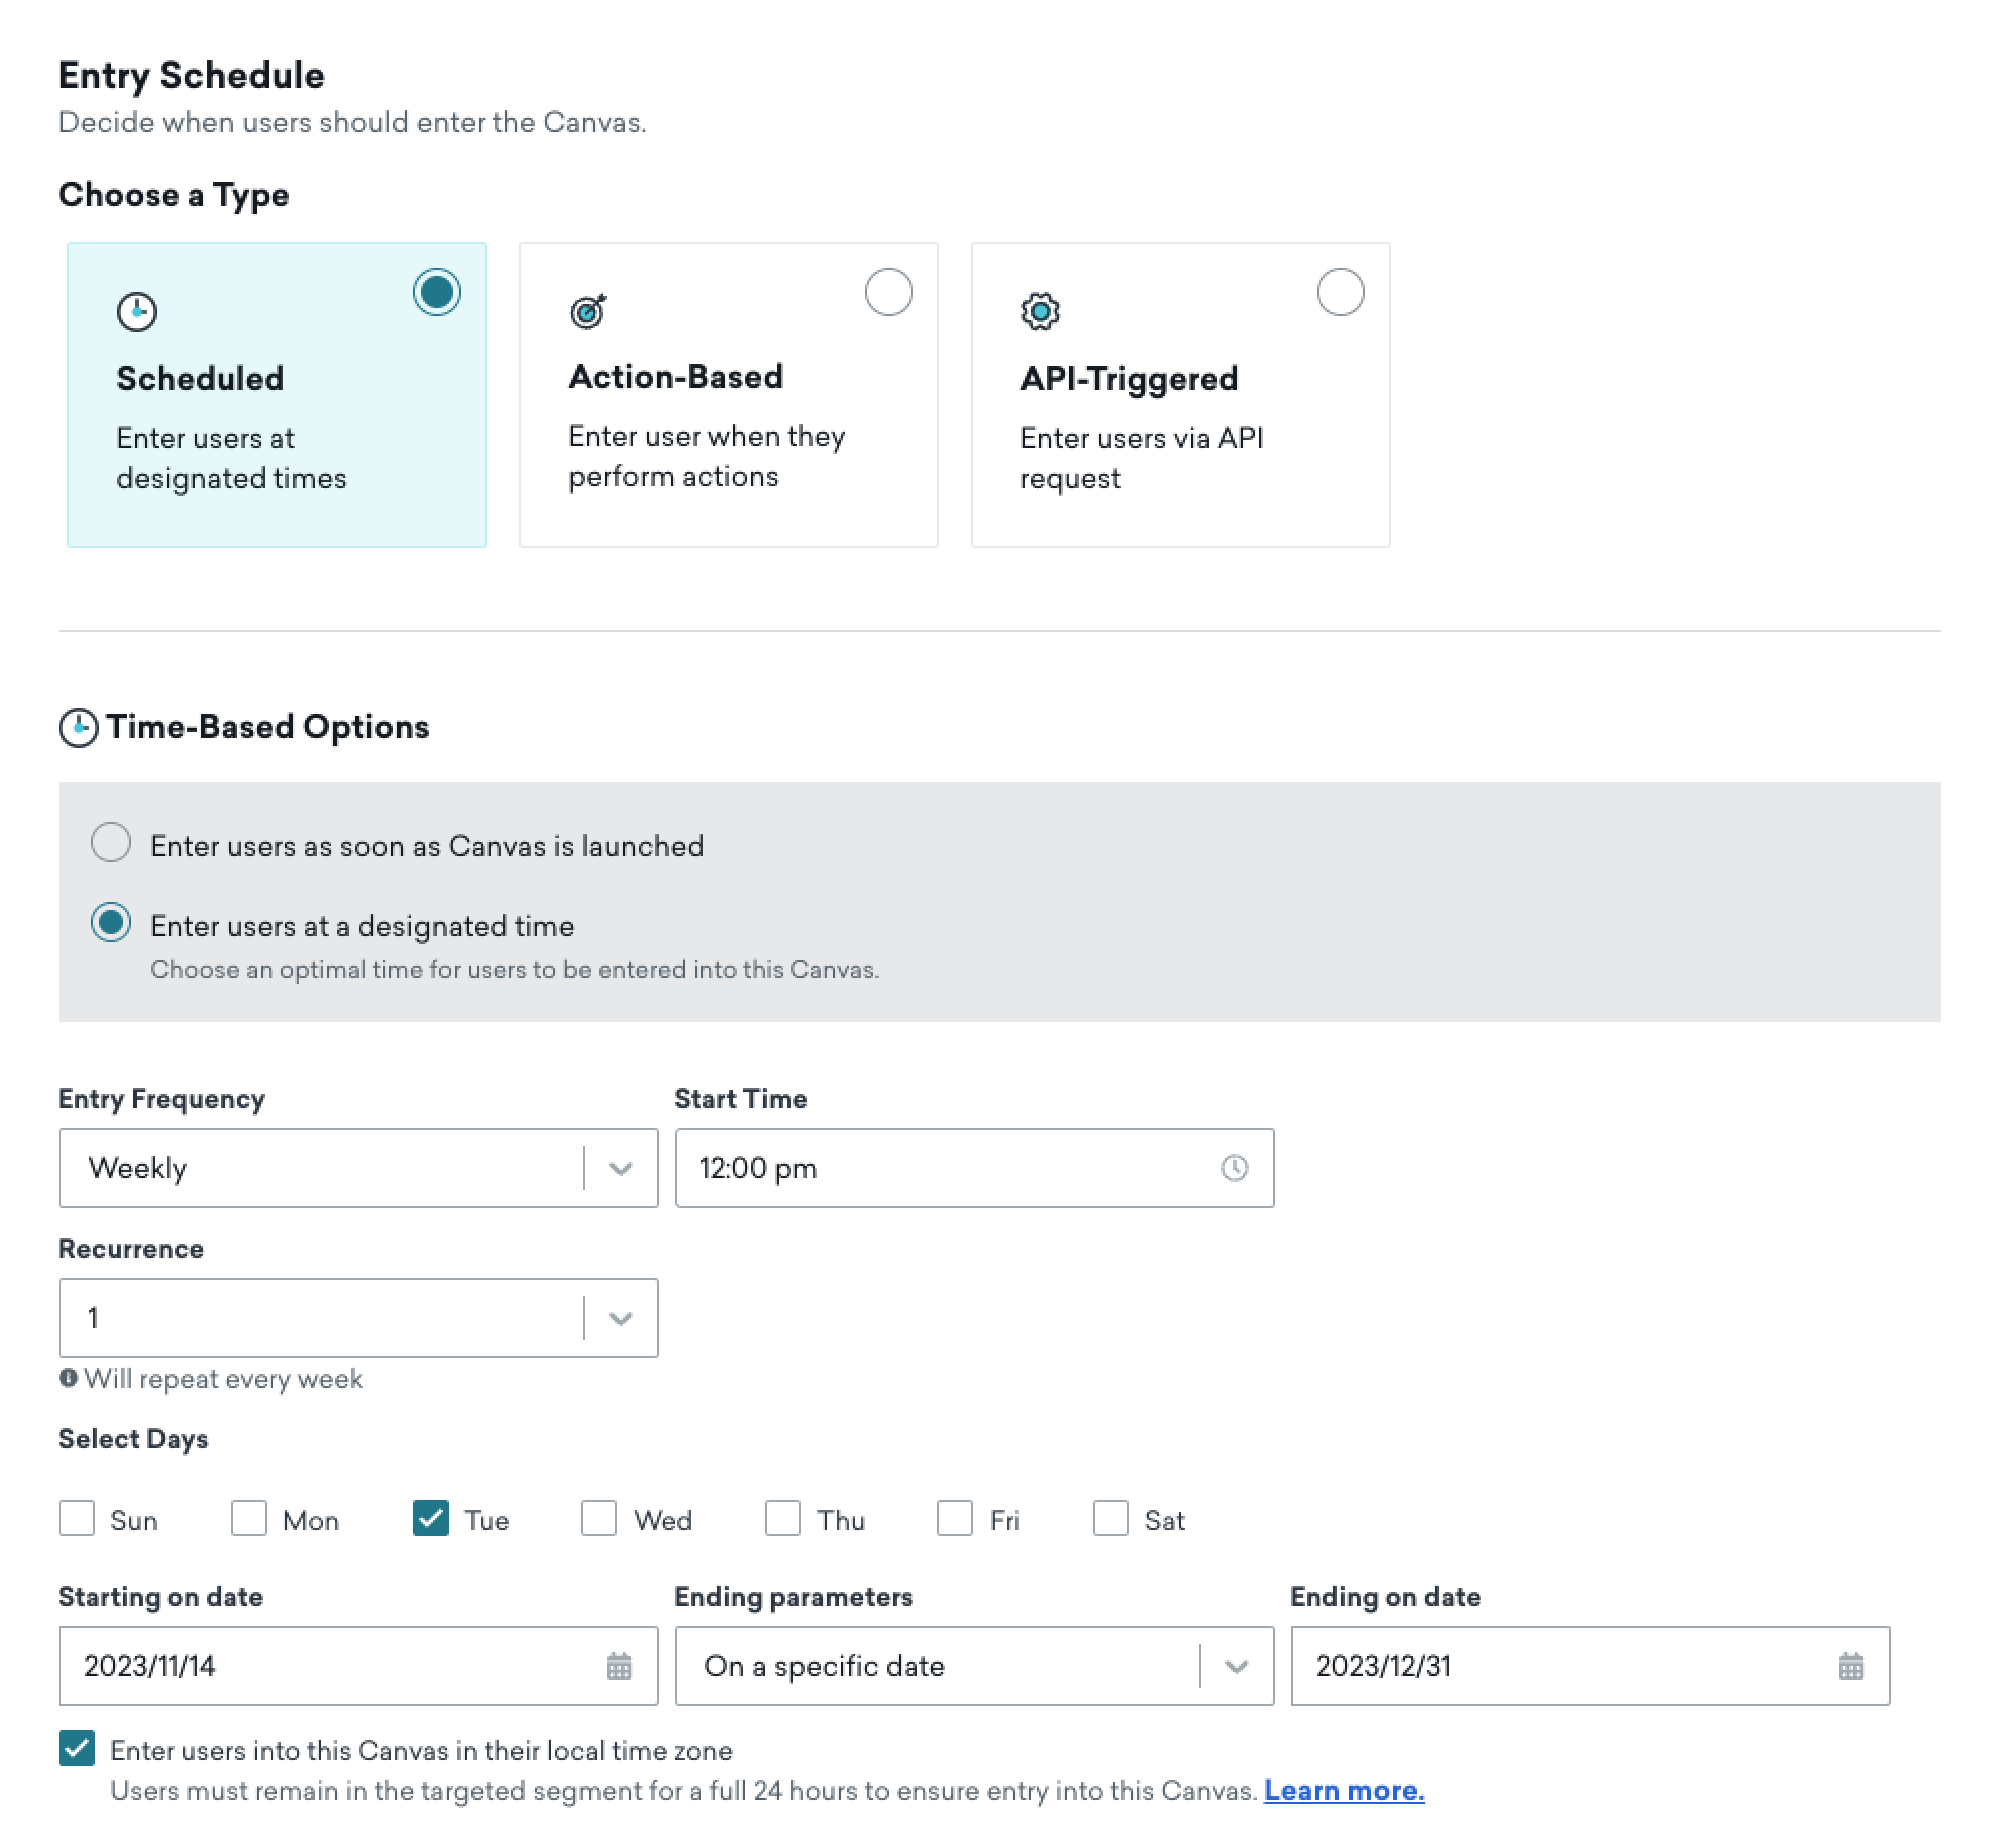 Entry Schedule
Decide when users should enter the Canvas.
Choose a Type
Scheduled
Enter users at
designated times
Action-Based
Enter user when they
perform actions
API-Triggered
Enter users via API
request
Time-Based Options
Enter users as soon as Canvas is launched
Enter users at a designated time
Choose an optimal time for users to be entered into this Canvas.
Entry Frequency
Start Time
Weekly
12:00 pm
Recurrence
1
Will repeat every week
Select Days
Sun Mon Tue Wed Thu Fri Sat
Starting on date
Ending parameters
Ending on date
2023/11/14
On a specific date
2023/12/31
Enter users into this Canvas in their local time zone
Users must remain in the targeted segment for a full 24 hours to ensure entry into this Canvas. Learn more.